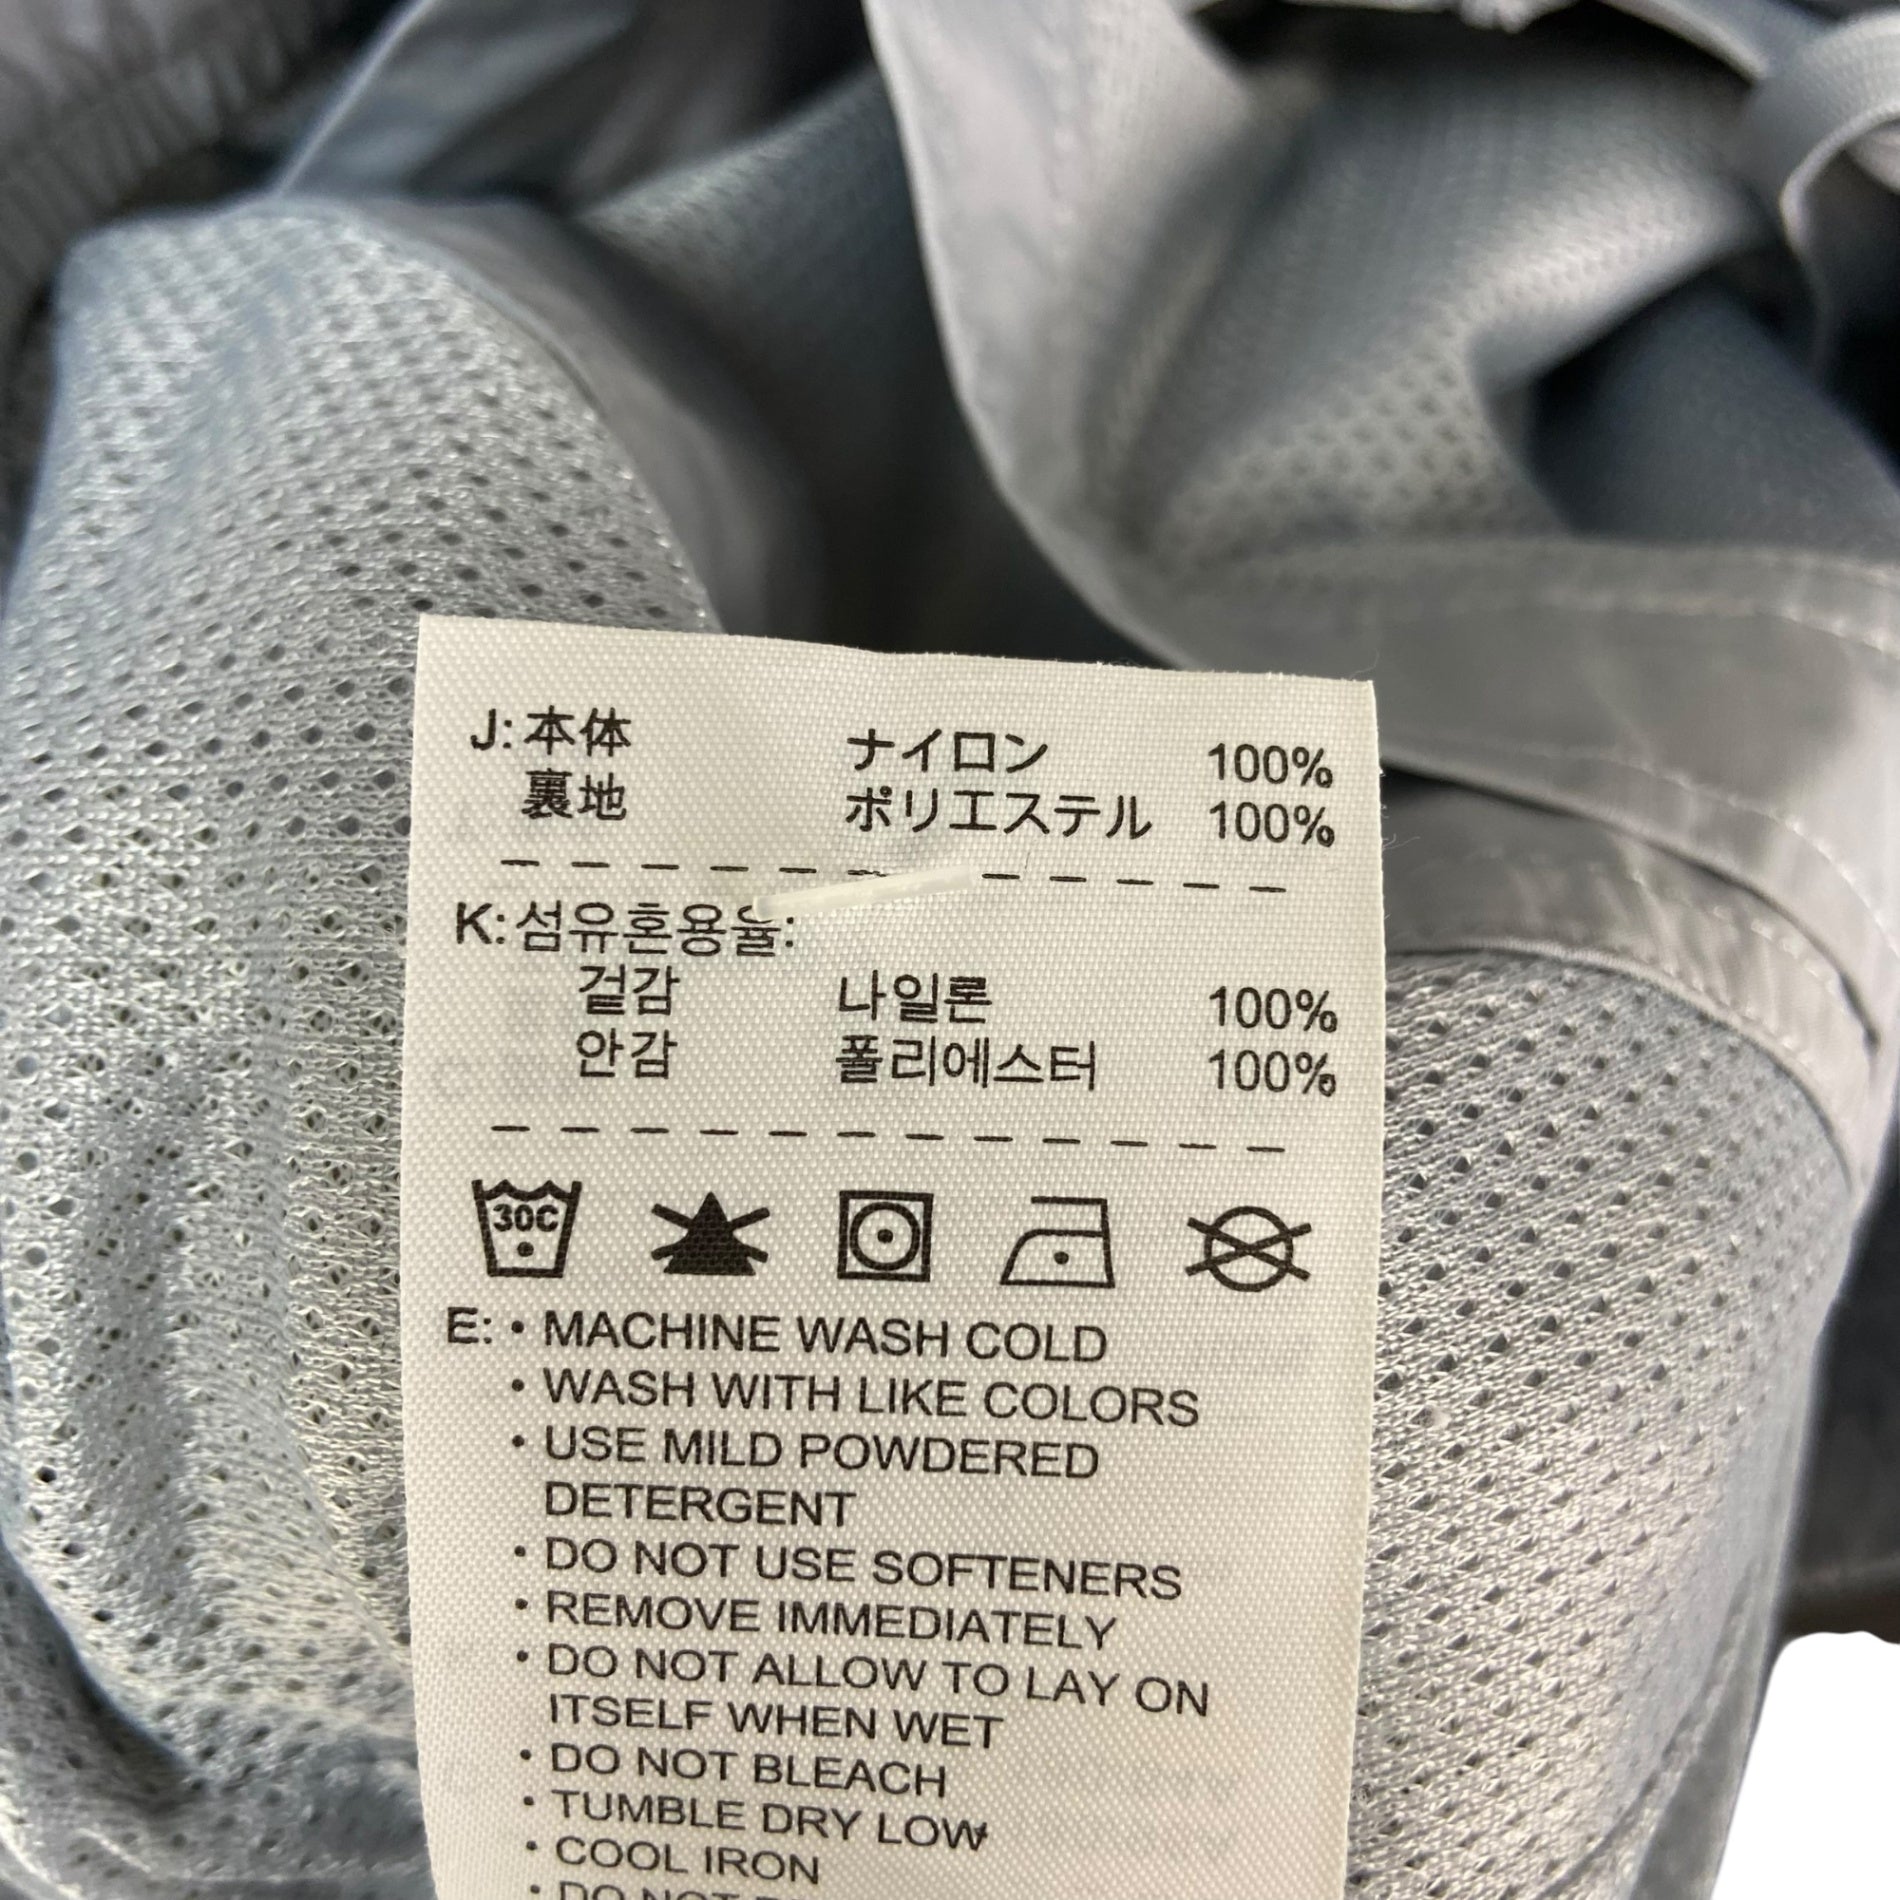 J: 本体 ナイロン 100%
裏地 ポリエステル 100%
K: 섬유혼용율:
겉감 나일론 100%
안감 폴리에스터 100%
30C
E: • MACHINE WASH COLD
• WASH WITH LIKE COLORS
• USE MILD POWDERED
DETERGENT
• DO NOT USE SOFTENERS
• REMOVE IMMEDIATELY
• DO NOT ALLOW TO LAY ON
ITSELF WHEN WET
• DO NOT BLEACH
• TUMBLE DRY LOW
• COOL IRON
• DO NOT